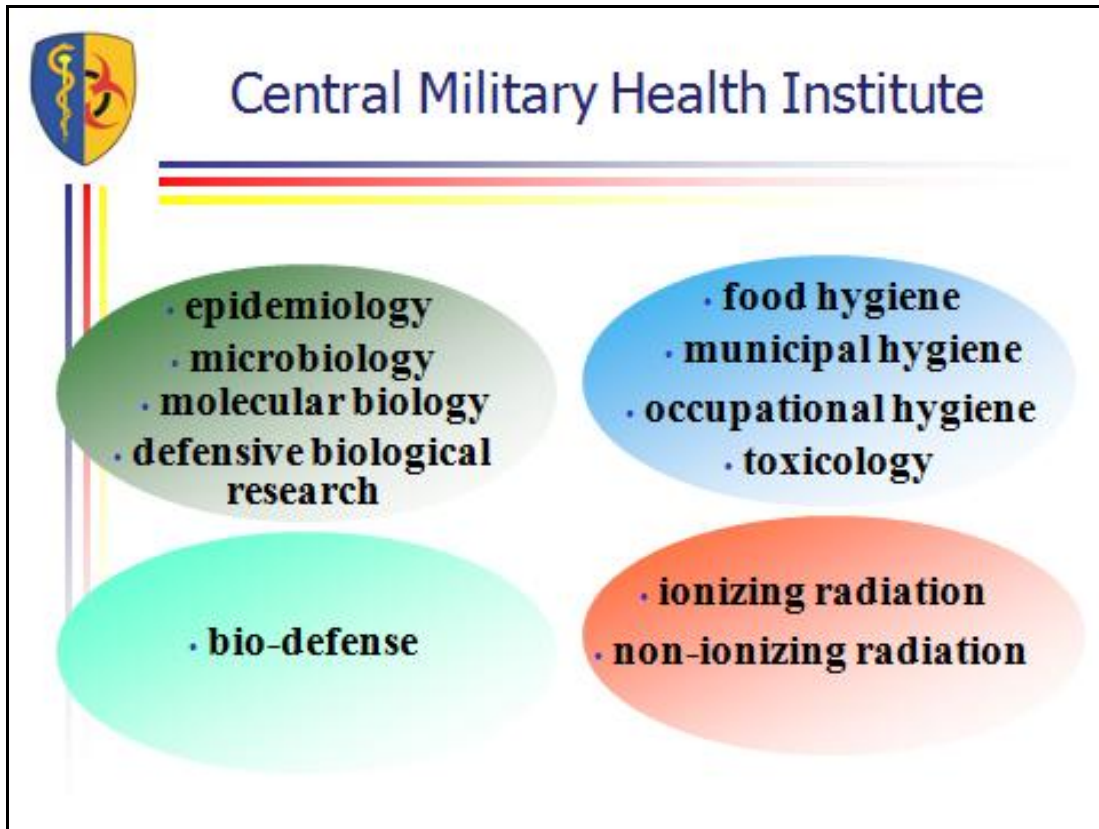 Central Military Health Institute
• epidemiology
• microbiology
• molecular biology
• defensive biological
research
• food hygiene
• municipal hygiene
• occupational hygiene
• toxicology
• bio-defense
• ionizing radiation
• non-ionizing radiation